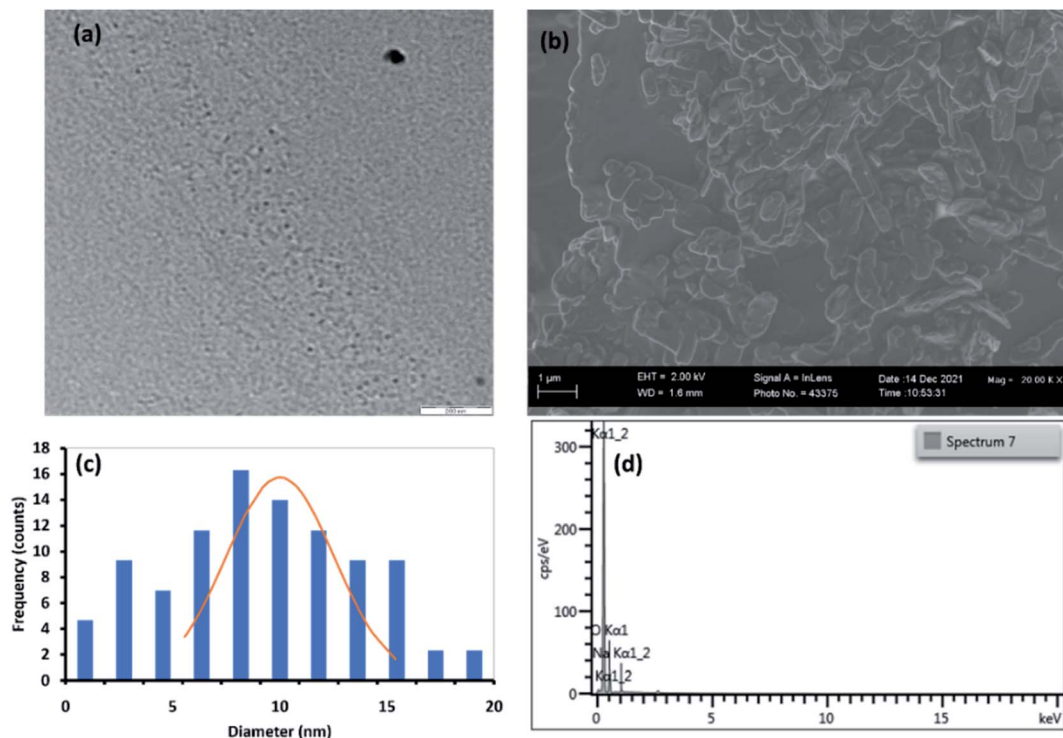 (a)
200 nm
(b)
1 µm
EHT = 2.00 kV
WD = 1.6 mm
Signal A = InLens
Photo No. = 43375
Date :14 Dec 2021
Time :10:53:31
Mag = 20.00 K X
(c)
Frequency (counts)
18
16
14
12
10
8
6
4
2
0
0 5 10 15 20
Diameter (nm)
(d)
Spectrum 7
cps/eV
300
200
100
0
Kα1_2
O Kα1
Na Kα1_2
Kα1_2
0 5 10 15 keV